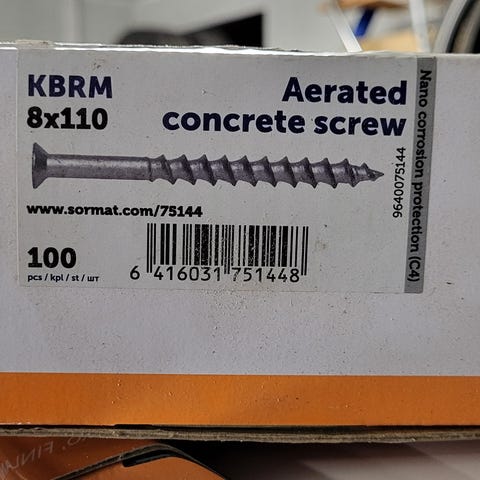 KBRM
8x110
Aerated
concrete screw
www.sormat.com/75144
100
pcs / kpl / st / шт
6 416031 751448
9640075144
Nano corrosion protection (C4)